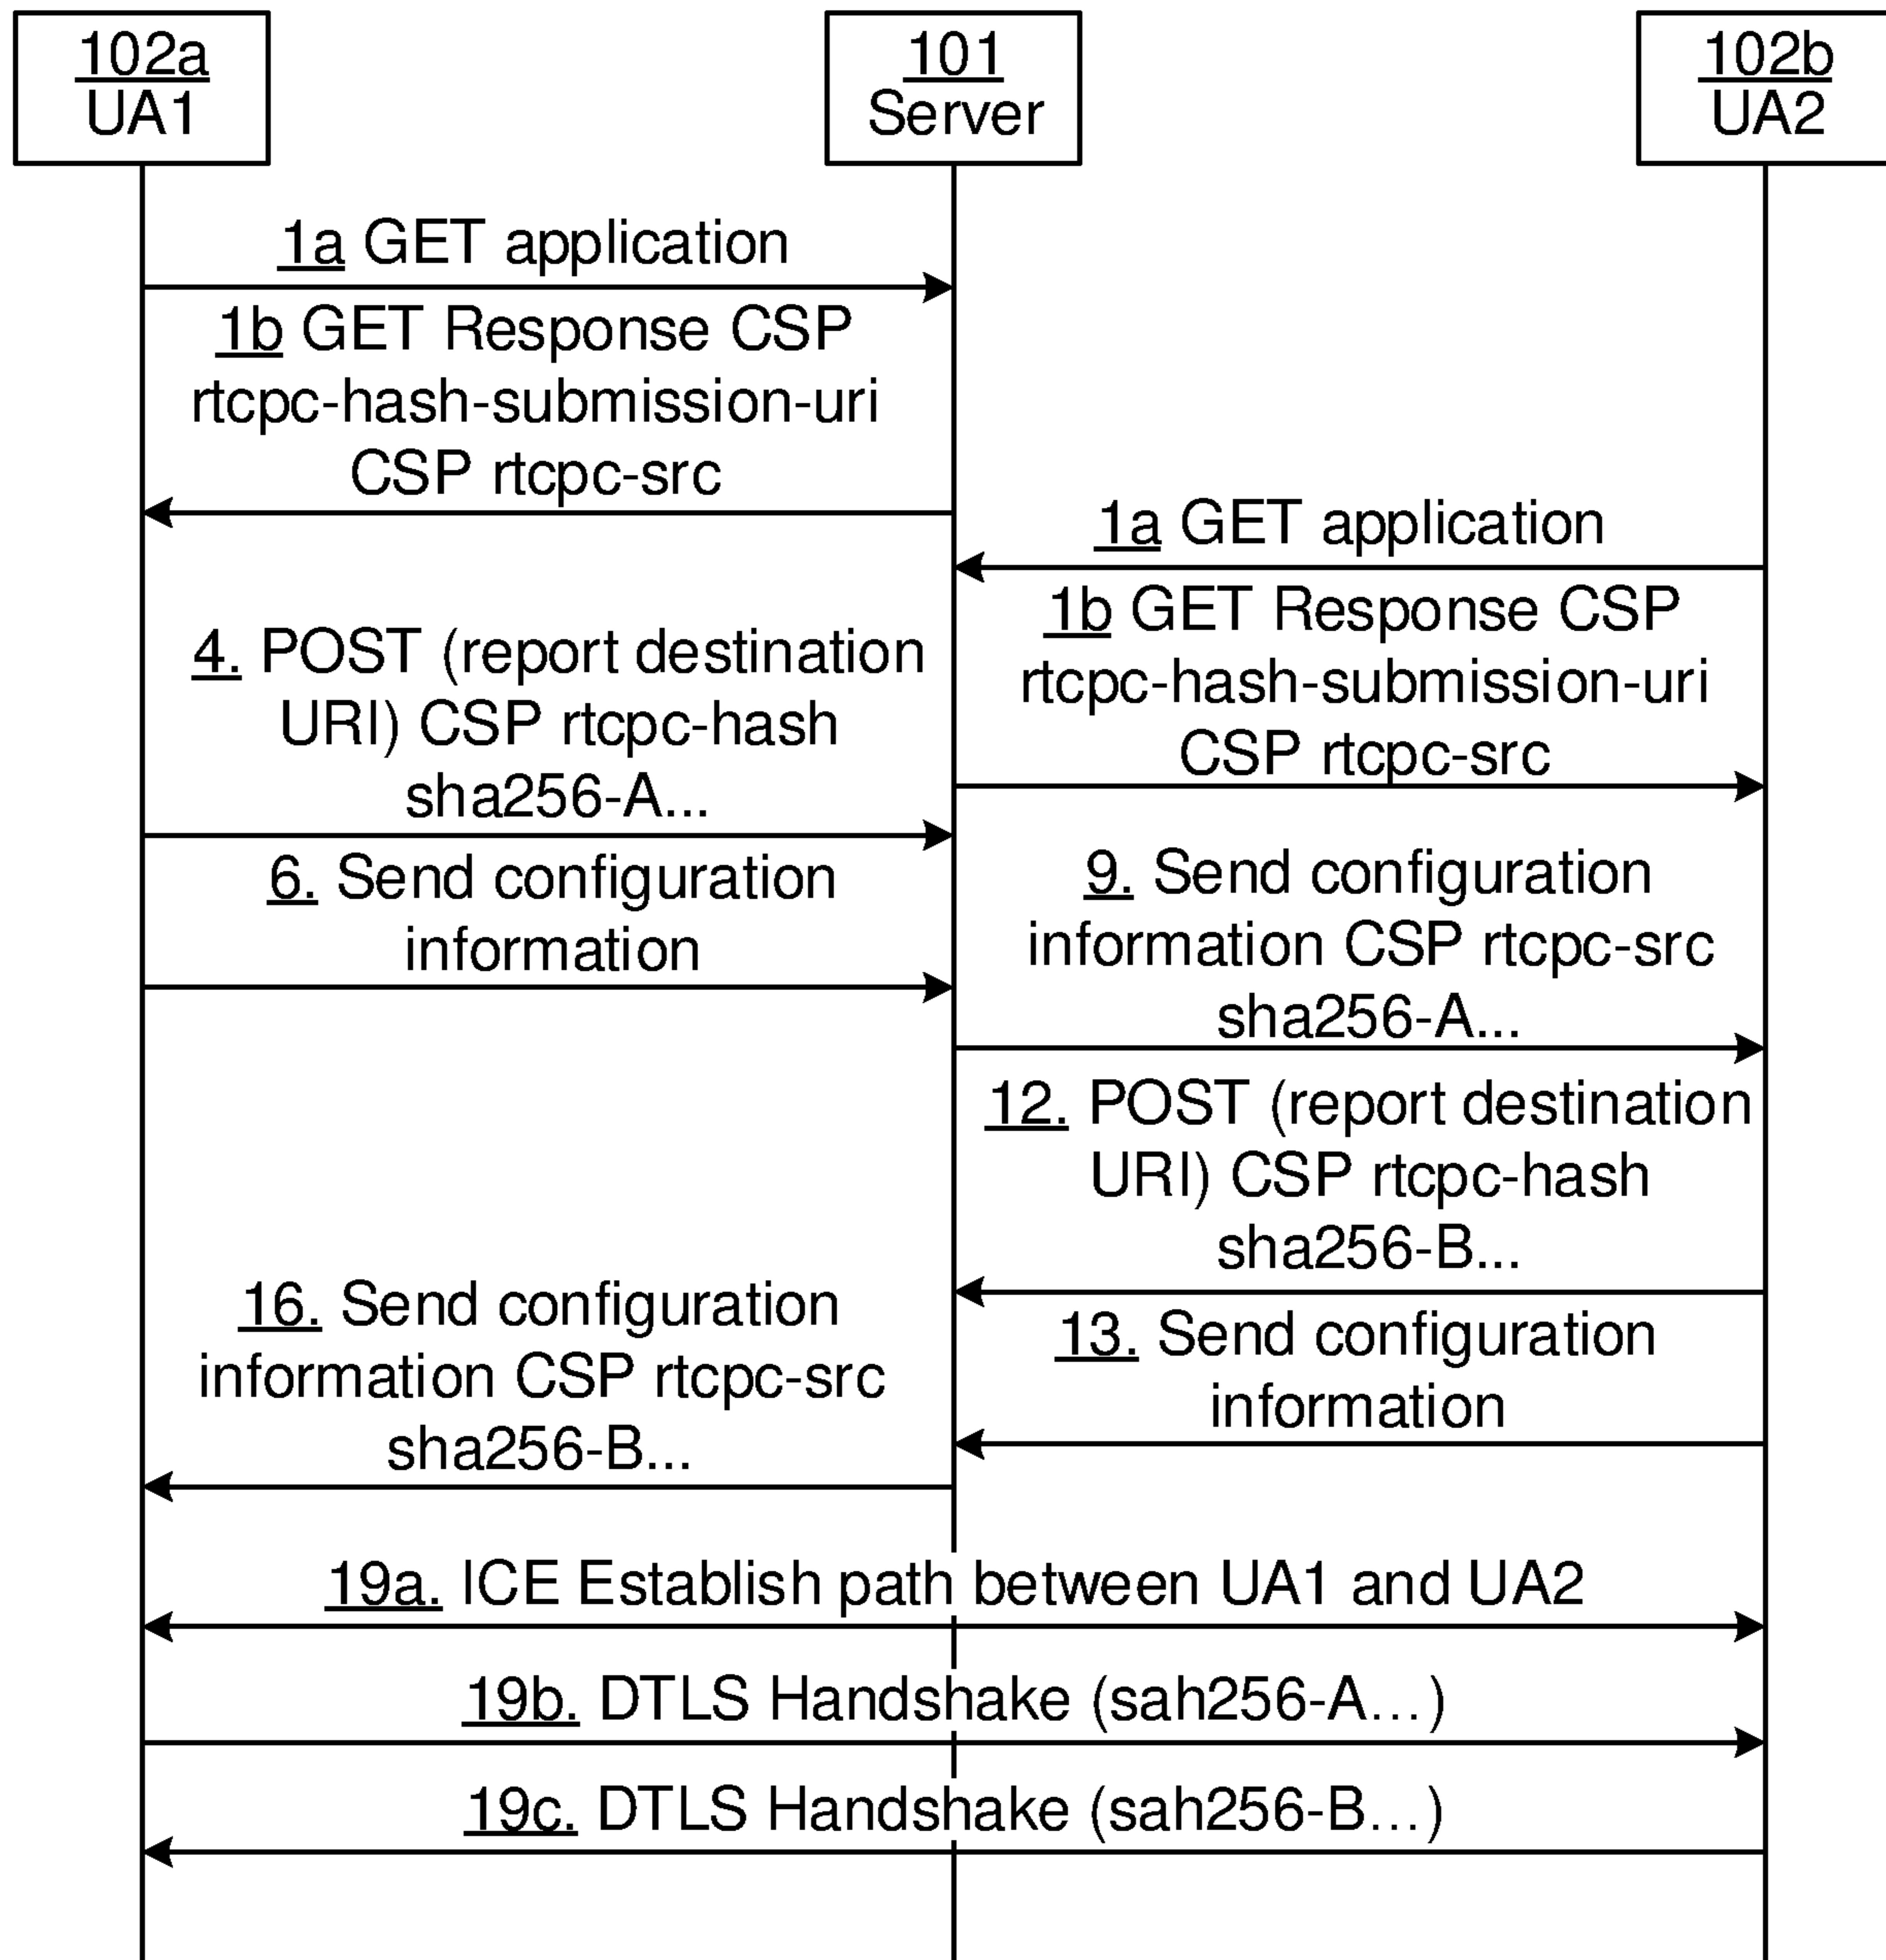 102a
UA1
101
Server
102b
UA2
1a GET application
1b GET Response CSP
rtcpc-hash-submission-uri
CSP rtcpc-src
1a GET application
1b GET Response CSP
rtcpc-hash-submission-uri
CSP rtcpc-src
4. POST (report destination
URI) CSP rtcpc-hash
sha256-A...
6. Send configuration
information
9. Send configuration
information CSP rtcpc-src
sha256-A...
12. POST (report destination
URI) CSP rtcpc-hash
sha256-B...
13. Send configuration
information
16. Send configuration
information CSP rtcpc-src
sha256-B...
19a. ICE Establish path between UA1 and UA2
19b. DTLS Handshake (sah256-A...)
19c. DTLS Handshake (sah256-B...)